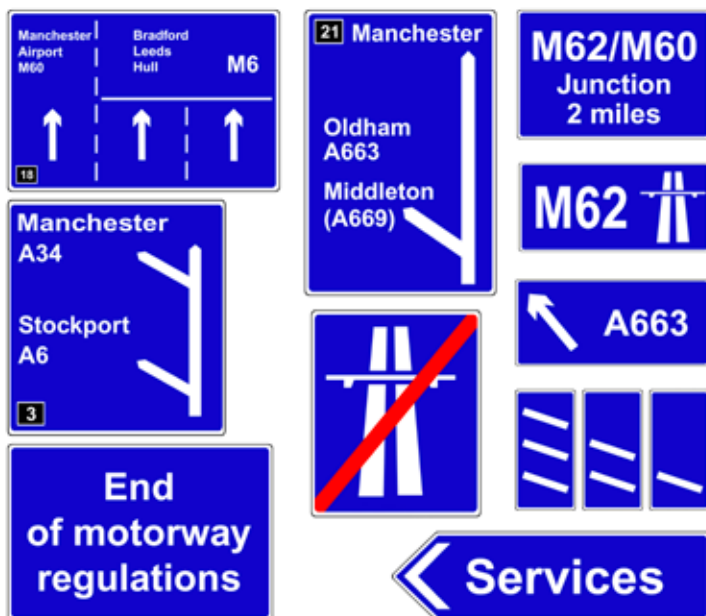 Manchester
Airport
M60
Bradford
Leeds
Hull
M6
18
21 Manchester
Oldham
A663
Middleton
(A669)
M62/M60
Junction
2 miles
M62
Manchester
A34
Stockport
A6
3
A663
End
of motorway
regulations
Services